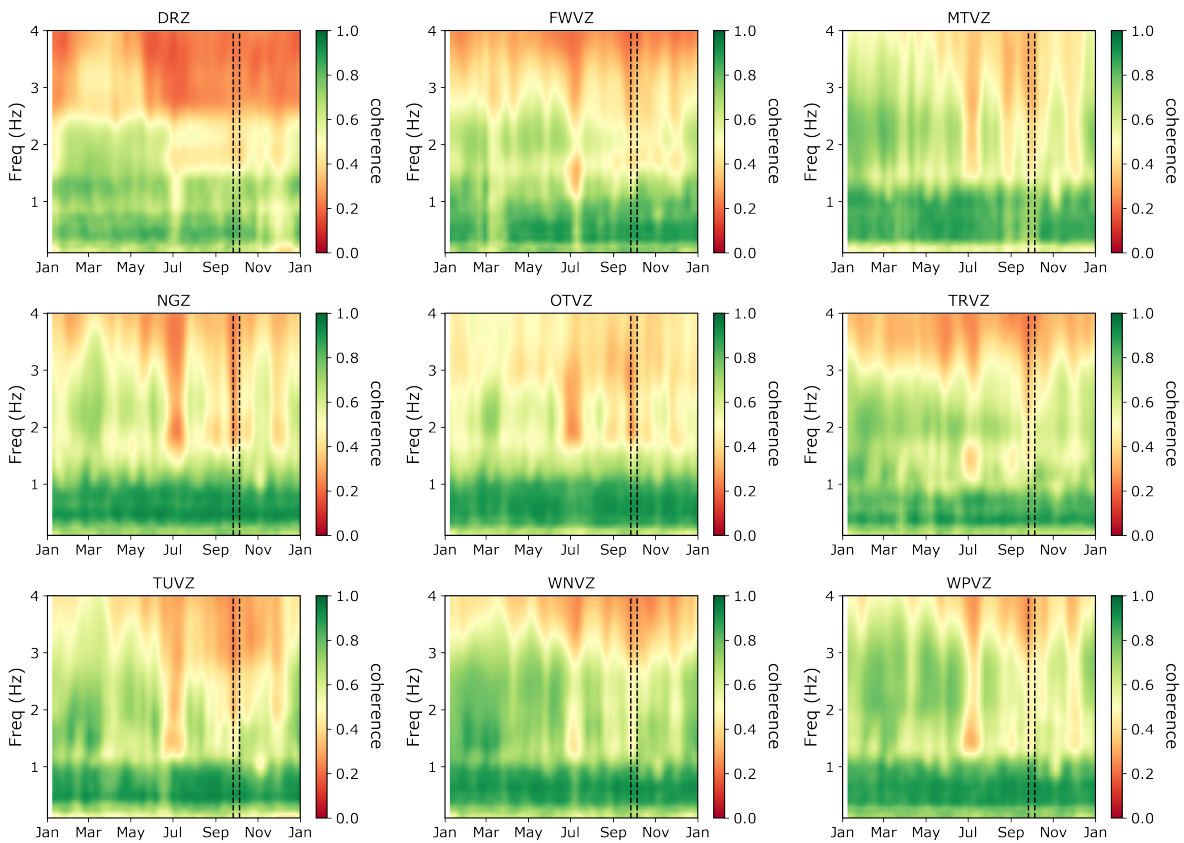 DRZ
FWVZ
MTVZ
4
3
2
1
Freq (Hz)
Jan Mar May Jul Sep Nov Jan
1.0
0.8
0.6
0.4
0.2
0.0
coherence
4
3
2
1
Freq (Hz)
Jan Mar May Jul Sep Nov Jan
1.0
0.8
0.6
0.4
0.2
0.0
coherence
4
3
2
1
Freq (Hz)
Jan Mar May Jul Sep Nov Jan
1.0
0.8
0.6
0.4
0.2
0.0
coherence
NGZ
OTVZ
TRVZ
4
3
2
1
Freq (Hz)
Jan Mar May Jul Sep Nov Jan
1.0
0.8
0.6
0.4
0.2
0.0
coherence
4
3
2
1
Freq (Hz)
Jan Mar May Jul Sep Nov Jan
1.0
0.8
0.6
0.4
0.2
0.0
coherence
4
3
2
1
Freq (Hz)
Jan Mar May Jul Sep Nov Jan
1.0
0.8
0.6
0.4
0.2
0.0
coherence
TUVZ
WNVZ
WPVZ
4
3
2
1
Freq (Hz)
Jan Mar May Jul Sep Nov Jan
1.0
0.8
0.6
0.4
0.2
0.0
coherence
4
3
2
1
Freq (Hz)
Jan Mar May Jul Sep Nov Jan
1.0
0.8
0.6
0.4
0.2
0.0
coherence
4
3
2
1
Freq (Hz)
Jan Mar May Jul Sep Nov Jan
1.0
0.8
0.6
0.4
0.2
0.0
coherence